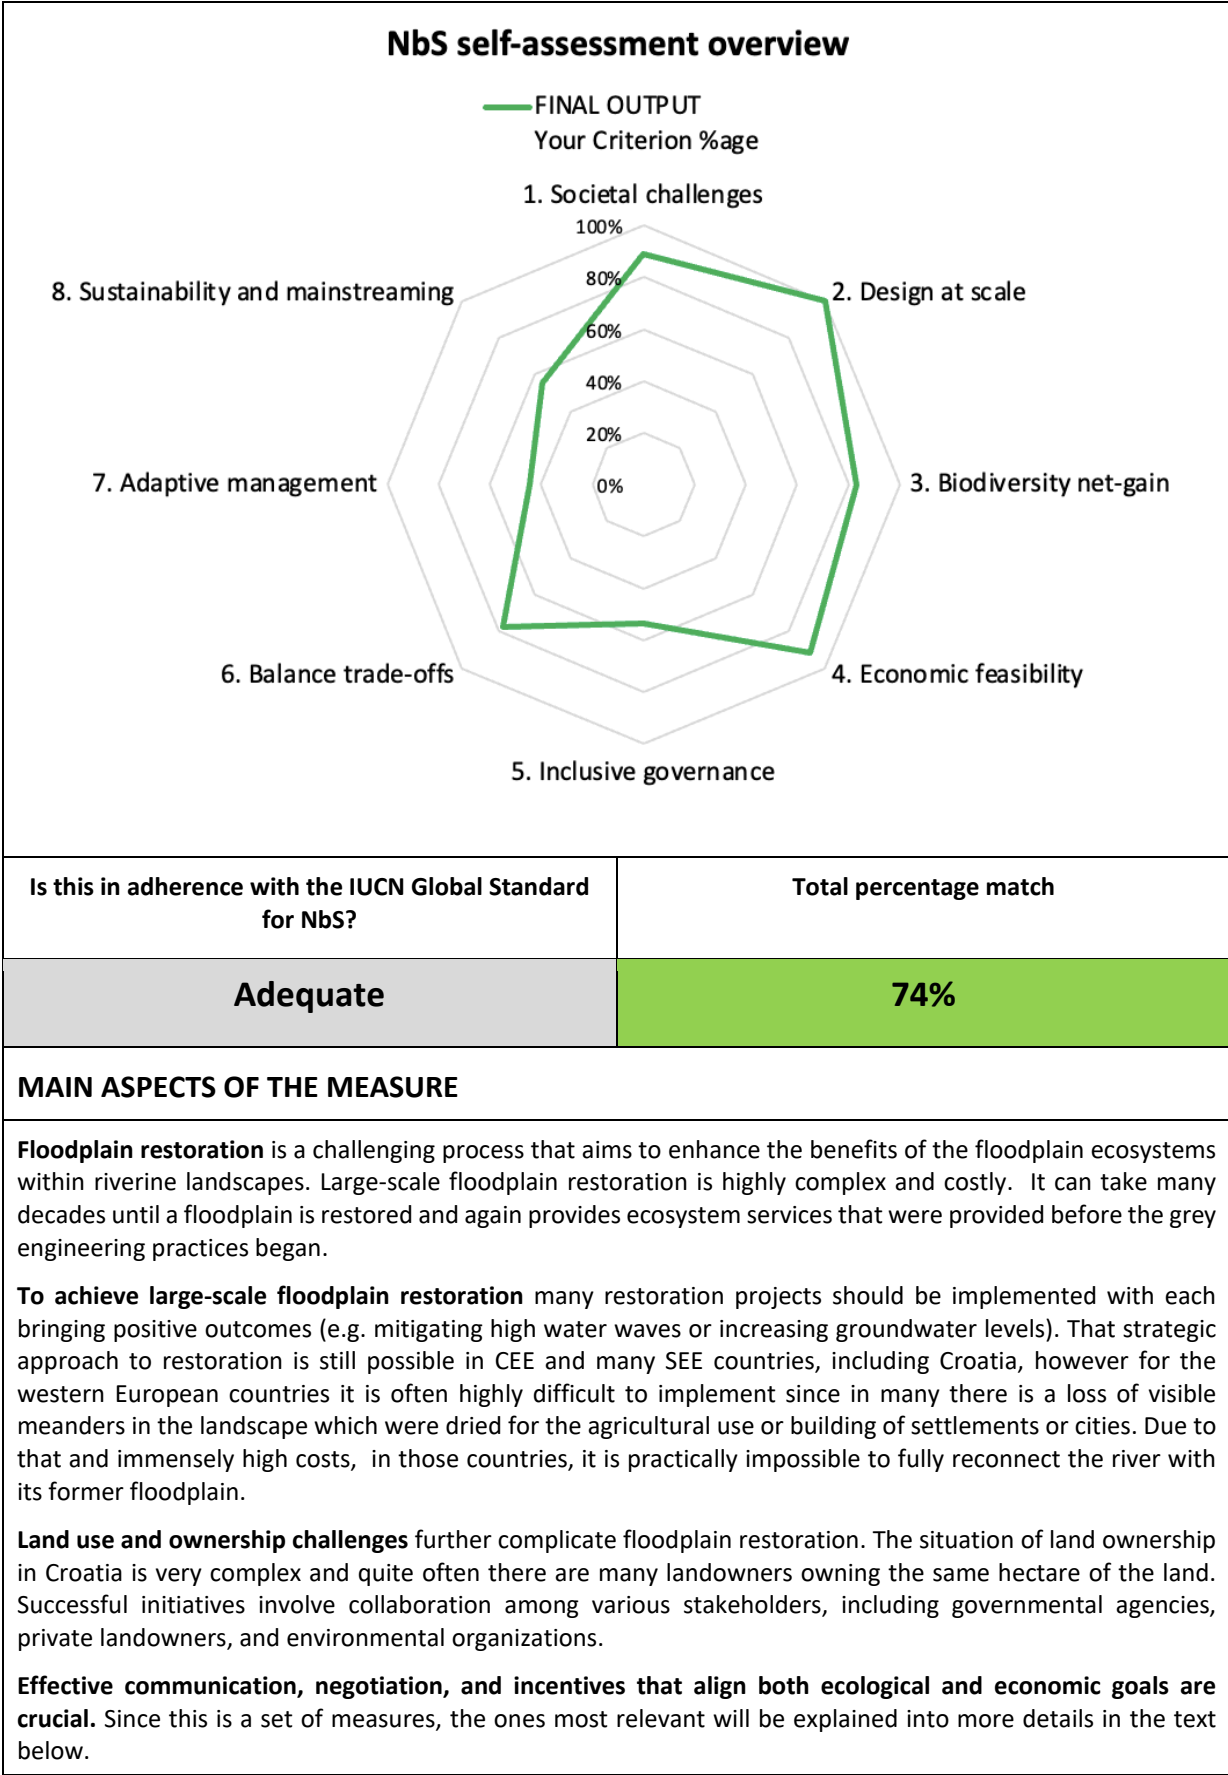 NbS self-assessment overview
FINAL OUTPUT
Your Criterion %age
1. Societal challenges
100%
8. Sustainability and mainstreaming
80%
2. Design at scale
60%
40%
20%
7. Adaptive management
0%
3. Biodiversity net-gain
6. Balance trade-offs
4. Economic feasibility
5. Inclusive governance
Is this in adherence with the IUCN Global Standard
for NbS?
Total percentage match
Adequate
74%
MAIN ASPECTS OF THE MEASURE
Floodplain restoration is a challenging process that aims to enhance the benefits of the floodplain ecosystems
within riverine landscapes. Large-scale floodplain restoration is highly complex and costly. It can take many
decades until a floodplain is restored and again provides ecosystem services that were provided before the grey
engineering practices began.
To achieve large-scale floodplain restoration many restoration projects should be implemented with each
bringing positive outcomes (e.g. mitigating high water waves or increasing groundwater levels). That strategic
approach to restoration is still possible in CEE and many SEE countries, including Croatia, however for the
western European countries it is often highly difficult to implement since in many there is a loss of visible
meanders in the landscape which were dried for the agricultural use or building of settlements or cities. Due to
that and immensely high costs, in those countries, it is practically impossible to fully reconnect the river with
its former floodplain.
Land use and ownership challenges further complicate floodplain restoration. The situation of land ownership
in Croatia is very complex and quite often there are many landowners owning the same hectare of the land.
Successful initiatives involve collaboration among various stakeholders, including governmental agencies,
private landowners, and environmental organizations.
Effective communication, negotiation, and incentives that align both ecological and economic goals are
crucial. Since this is a set of measures, the ones most relevant will be explained into more details in the text
below.